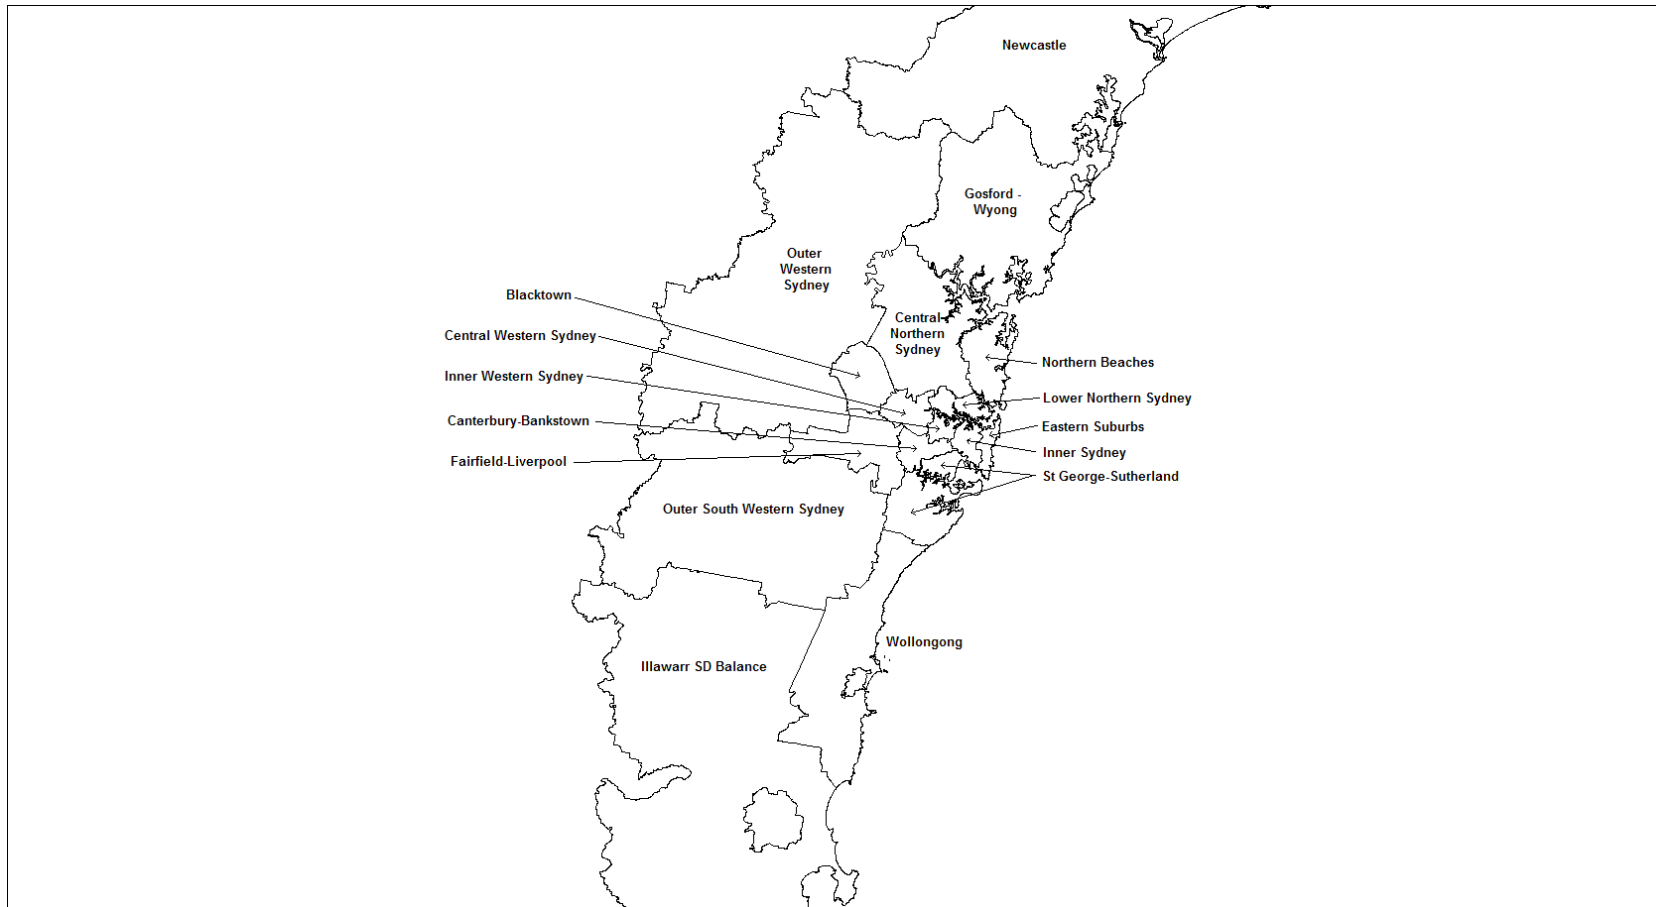 Newcastle
Gosford -
Wyong
Outer
Western
Sydney
Blacktown
Central
Northern
Sydney
Central Western Sydney
Northern Beaches
Inner Western Sydney
Lower Northern Sydney
Canterbury-Bankstown
Eastern Suburbs
Inner Sydney
Fairfield-Liverpool
St George-Sutherland
Outer South Western Sydney
Wollongong
Illawarr SD Balance